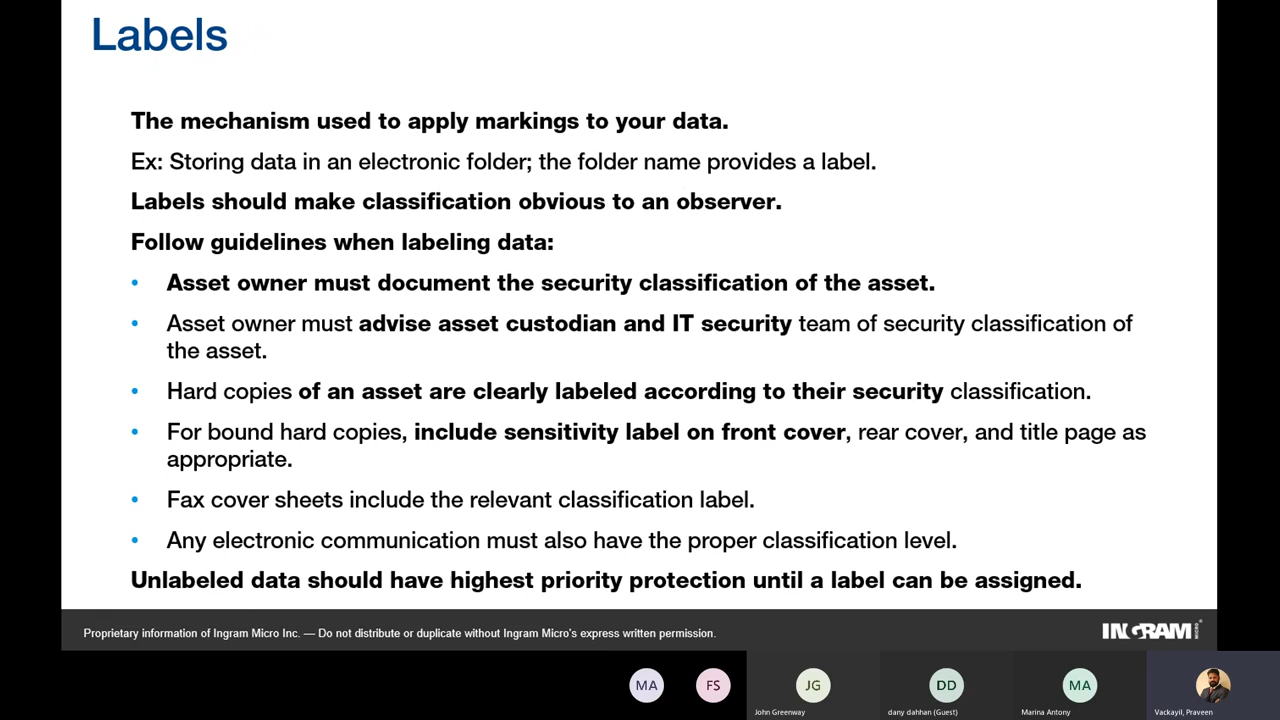 Labels
The mechanism used to apply markings to your data.
Ex: Storing data in an electronic folder; the folder name provides a label.
Labels should make classification obvious to an observer.
Follow guidelines when labeling data:
• Asset owner must document the security classification of the asset.
• Asset owner must advise asset custodian and IT security team of security classification of
the asset.
• Hard copies of an asset are clearly labeled according to their security classification.
• For bound hard copies, include sensitivity label on front cover, rear cover, and title page as
appropriate.
• Fax cover sheets include the relevant classification label.
• Any electronic communication must also have the proper classification level.
Unlabeled data should have highest priority protection until a label can be assigned.
Proprietary information of Ingram Micro Inc. — Do not distribute or duplicate without Ingram Micro's express written permission.
INGRAM MICRO®
MA FS JG DD MA
John Greenway dany dahhan (Guest) Marina Antony Vackayil, Praveen